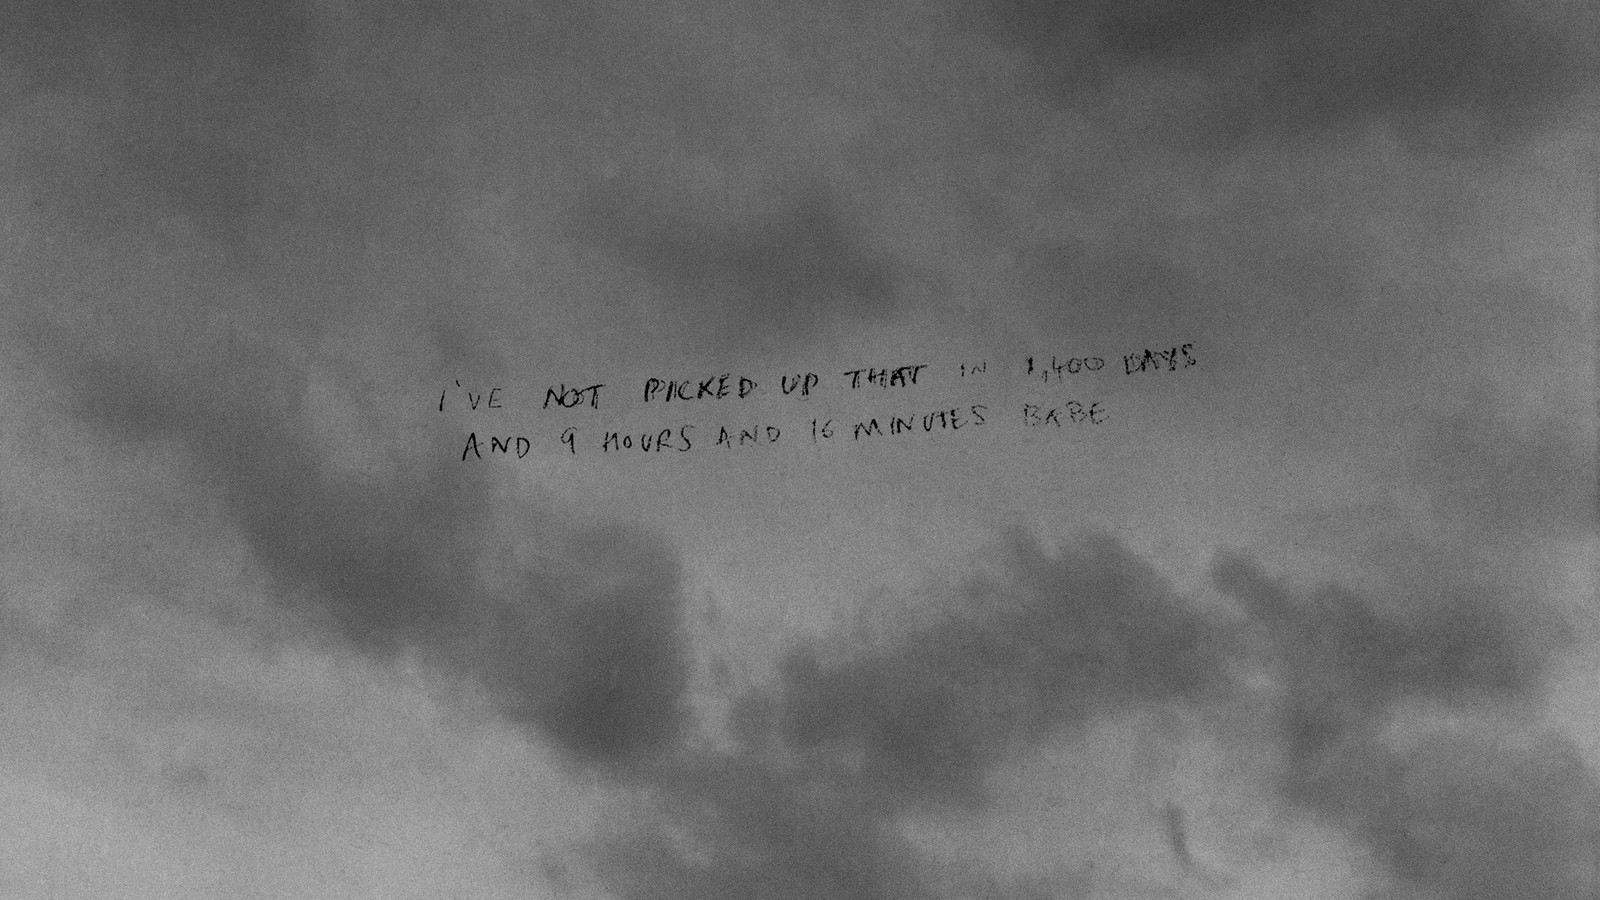 I'VE NOT PICKED UP THAT IN 1,400 DAYS
AND 9 HOURS AND 16 MINUTES BABE